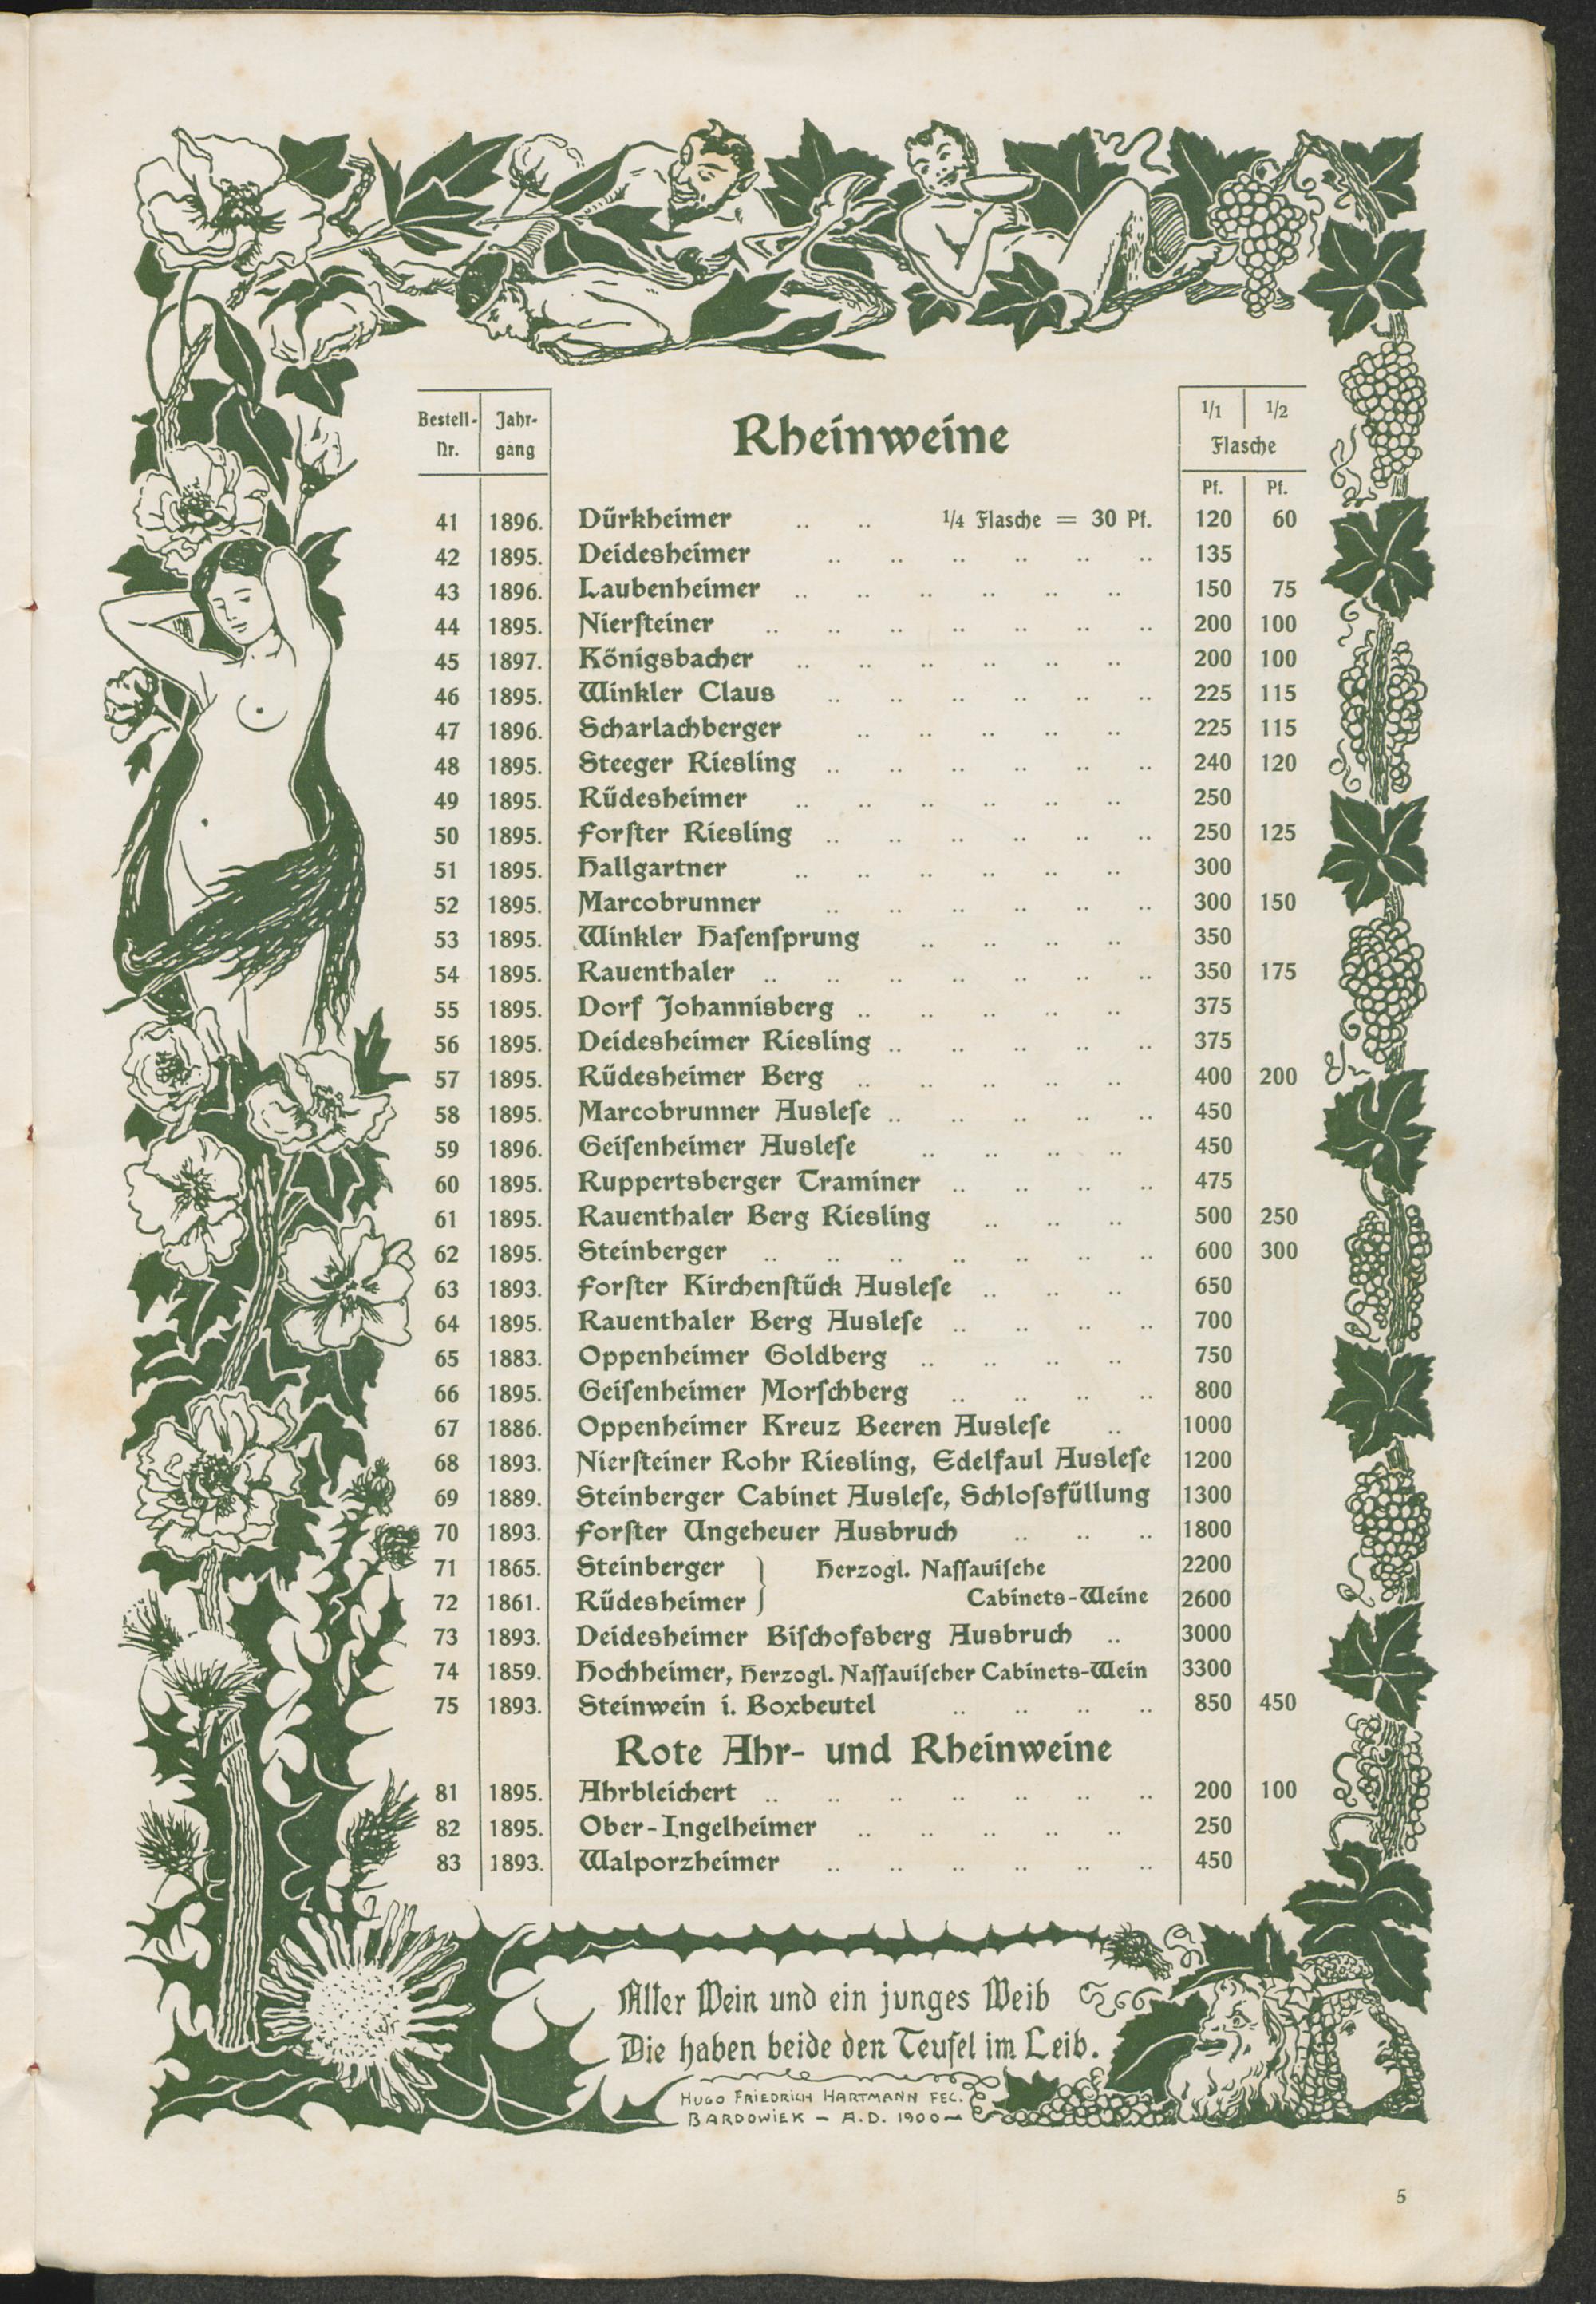 Bestell- Jahr- Rheinweine 1/1 1/2
Nr. gang Flasche
Pf. Pf.
41 1896. Dürkheimer .. .. 1/4 Flasche = 30 Pf. 120 60
42 1895. Deidesheimer .. .. .. .. .. .. 135
43 1896. Laubenheimer .. .. .. .. .. .. 150 75
44 1895. Nierſteiner .. .. .. .. .. .. .. 200 100
45 1897. Königsbacher .. .. .. .. .. .. 200 100
46 1895. Winkler Claus .. .. .. .. .. .. 225 115
47 1896. Scharlachberger .. .. .. .. .. 225 115
48 1895. Steeger Riesling .. .. .. .. .. .. 240 120
49 1895. Rüdesheimer .. .. .. .. .. .. 250
50 1895. Forſter Riesling .. .. .. .. .. .. 250 125
51 1895. Hallgartner .. .. .. .. .. .. 300
52 1895. Marcobrunner .. .. .. .. .. .. 300 150
53 1895. Winkler Haſenſprung .. .. .. .. 350
54 1895. Rauenthaler .. .. .. .. .. .. .. 350 175
55 1895. Dorf Johannisberg .. .. .. .. .. 375
56 1895. Deidesheimer Riesling .. .. .. .. .. 375
57 1895. Rüdesheimer Berg .. .. .. .. .. 400 200
58 1895. Marcobrunner Ausleſe .. .. .. .. .. 450
59 1896. Geiſenheimer Ausleſe .. .. .. .. 450
60 1895. Ruppertsberger Traminer .. .. .. .. 475
61 1895. Rauenthaler Berg Riesling .. .. .. 500 250
62 1895. Steinberger .. .. .. .. .. .. .. 600 300
63 1893. Forſter Kirchenſtück Ausleſe .. .. .. 650
64 1895. Rauenthaler Berg Ausleſe .. .. .. .. 700
65 1883. Oppenheimer Goldberg .. .. .. .. 750
66 1895. Geiſenheimer Morſchberg .. .. .. .. 800
67 1886. Oppenheimer Kreuz Beeren Ausleſe .. 1000
68 1893. Nierſteiner Rohr Riesling, Edelfaul Ausleſe 1200
69 1889. Steinberger Cabinet Ausleſe, Schloſsfüllung 1300
70 1893. Forſter Ungeheuer Ausbruch .. .. .. 1800
71 1865. Steinberger } Herzogl. Naſſauiſche 2200
72 1861. Rüdesheimer } Cabinets-Weine 2600
73 1893. Deidesheimer Biſchofsberg Ausbruch .. 3000
74 1859. Hochheimer, Herzogl. Naſſauiſcher Cabinets-Wein 3300
75 1893. Steinwein i. Boxbeutel .. .. .. .. 850 450
Rote Ahr- und Rheinweine
81 1895. Ahrbleichert .. .. .. .. .. .. .. 200 100
82 1895. Ober-Ingelheimer .. .. .. .. .. 250
83 1893. Walporzheimer .. .. .. .. .. .. 450
Alter Wein und ein junges Weib
Die haben beide den Teufel im Leib.
HUGO FRIEDRICH HARTMANN FEC.
BARDOWIEK – A.D. 1900 –
5